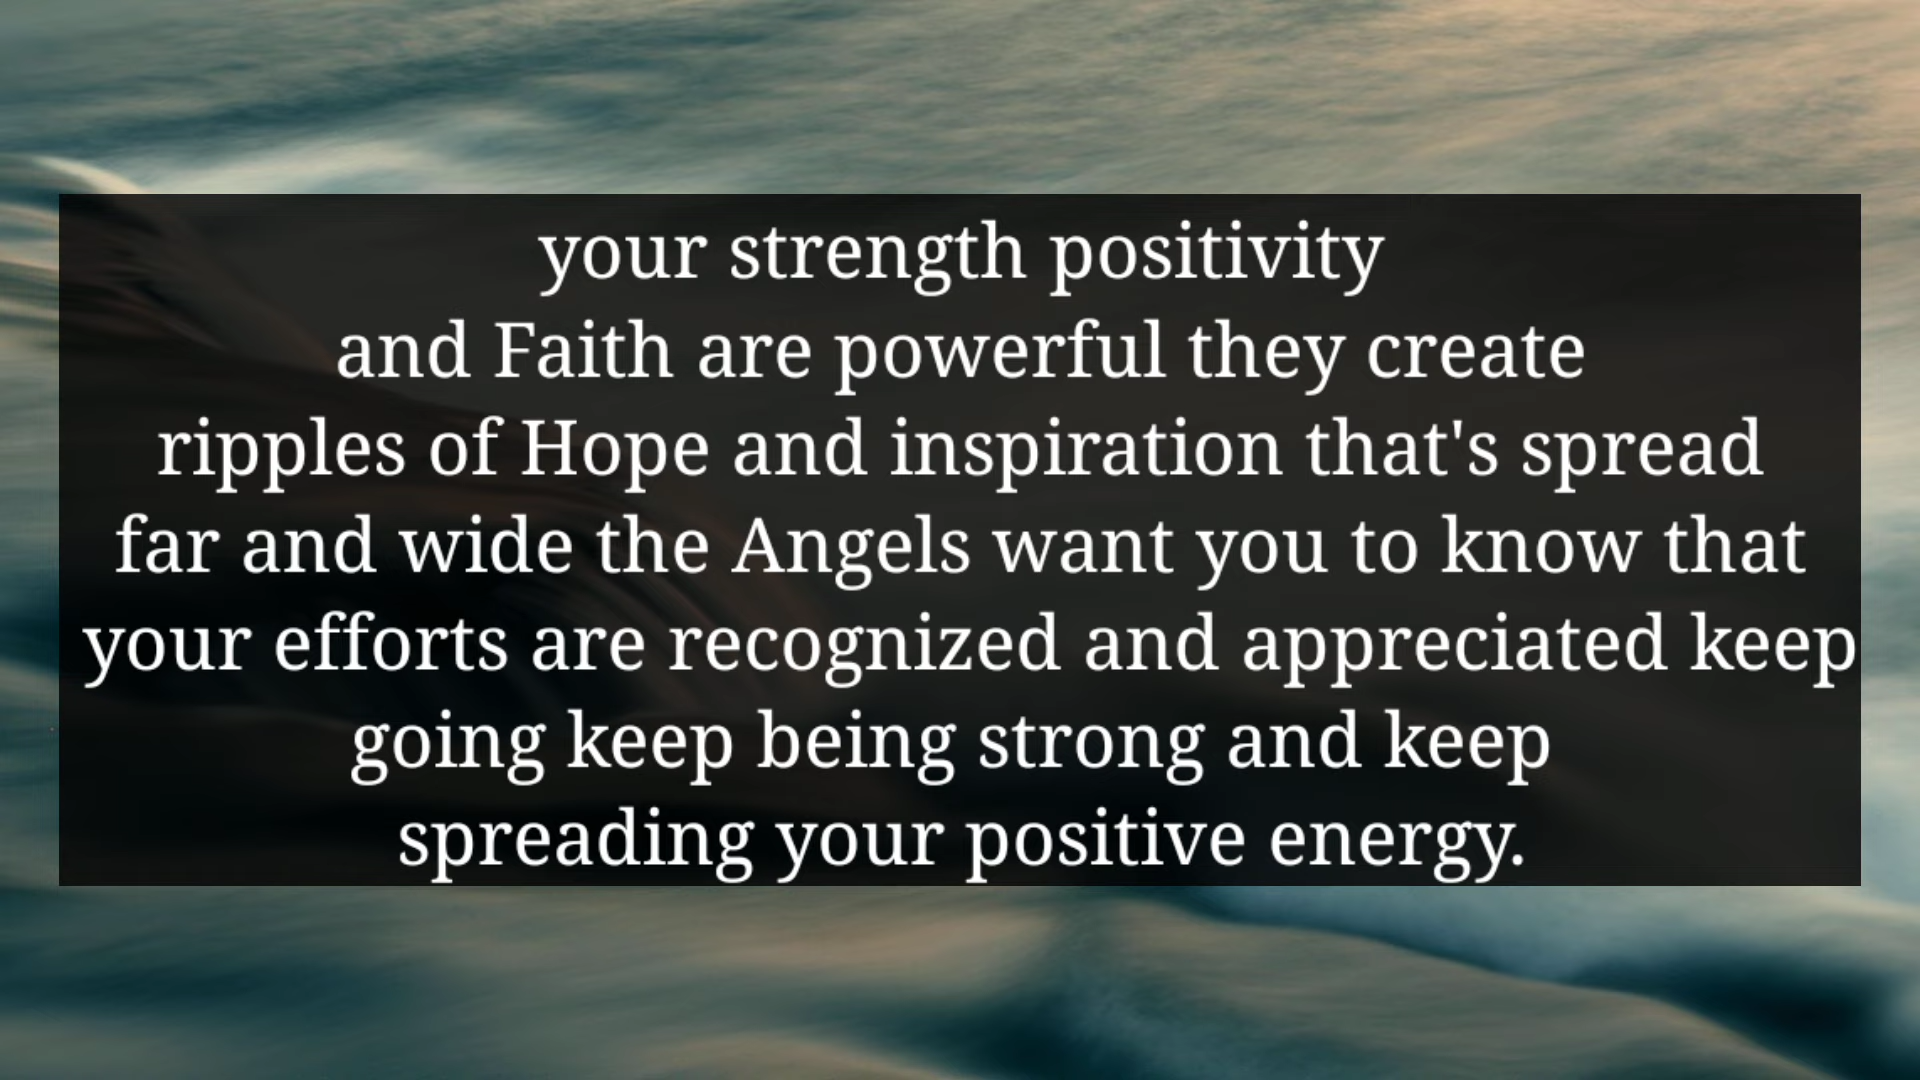 your strength positivity
and Faith are powerful they create
ripples of Hope and inspiration that's spread
far and wide the Angels want you to know that
your efforts are recognized and appreciated keep
going keep being strong and keep
spreading your positive energy.